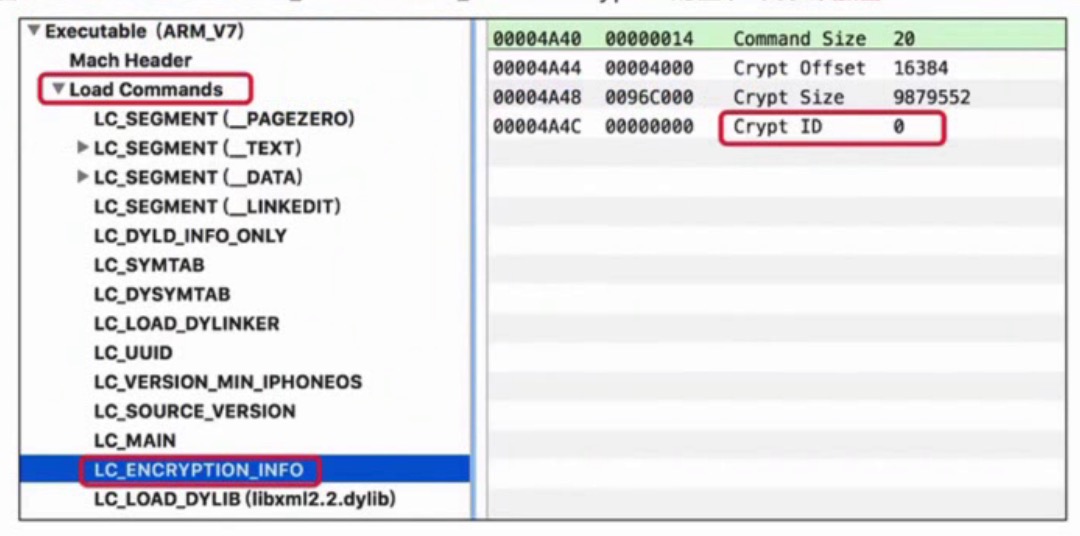 Executable (ARM_V7)
Mach Header
Load Commands
LC_SEGMENT (__PAGEZERO)
LC_SEGMENT (__TEXT)
LC_SEGMENT (__DATA)
LC_SEGMENT (__LINKEDIT)
LC_DYLD_INFO_ONLY
LC_SYMTAB
LC_DYSYMTAB
LC_LOAD_DYLINKER
LC_UUID
LC_VERSION_MIN_IPHONEOS
LC_SOURCE_VERSION
LC_MAIN
LC_ENCRYPTION_INFO
LC_LOAD_DYLIB (libxml2.2.dylib)
00004A40 00000014 Command Size 20
00004A44 00004000 Crypt Offset 16384
00004A48 0096C000 Crypt Size 9879552
00004A4C 00000000 Crypt ID 0